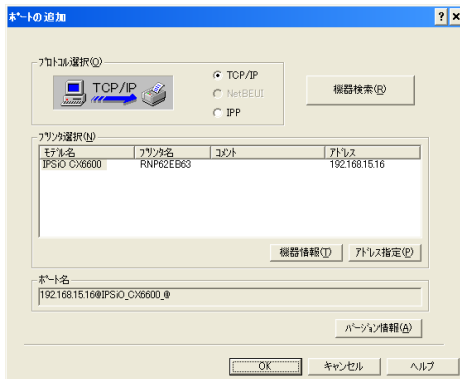 ﾎﾟｰﾄの追加
ﾌﾟﾛﾄｺﾙ選択(O)
TCP/IP
TCP/IP
NetBEUI
IPP
機器検索(R)
ﾌﾟﾘﾝﾀ選択(N)
ﾓﾃﾞﾙ名 ﾌﾟﾘﾝﾀ名 ｺﾒﾝﾄ ｱﾄﾞﾚｽ
IPSiO CX6600 RNP62EB63 192.168.15.16
機器情報(T) ｱﾄﾞﾚｽ指定(P)
ﾎﾟｰﾄ名
192.168.15.16@IPSiO_CX6600_@
ﾊﾞｰｼﾞｮﾝ情報(A)
OK ｷｬﾝｾﾙ ﾍﾙﾌﾟ